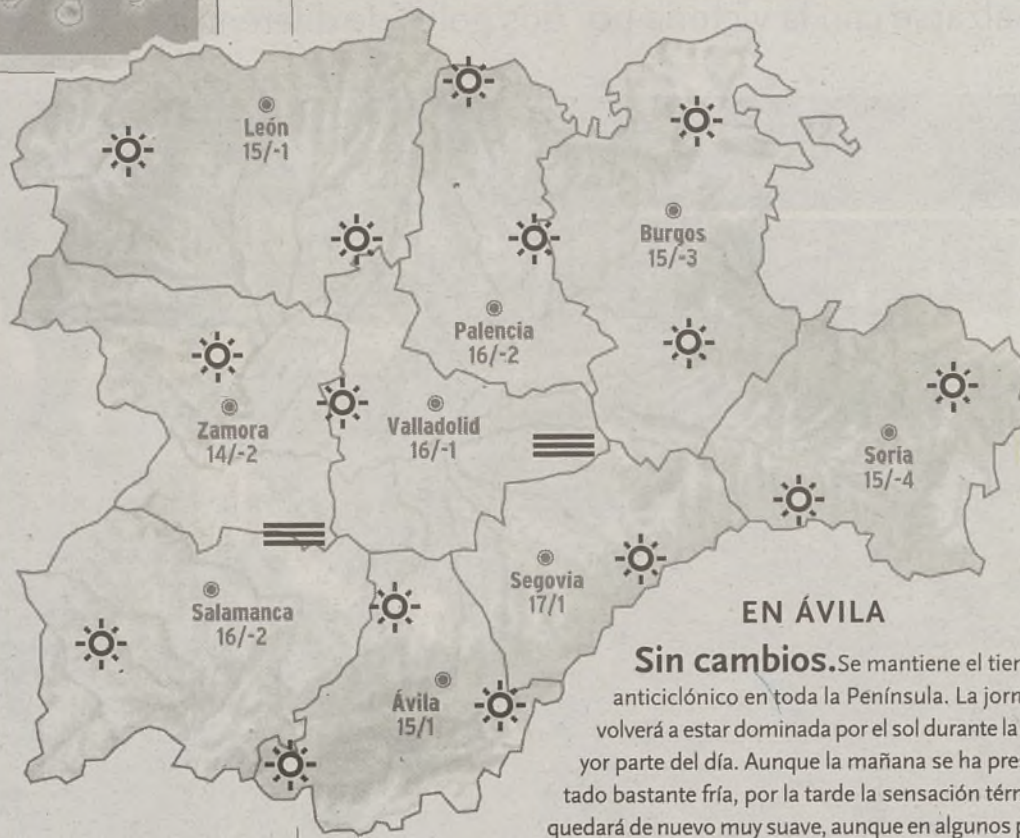 León
15/-1
Burgos
15/-3
Palencia
16/-2
Zamora
14/-2
Valladolid
16/-1
Soria
15/-4
Segovia
17/1
Salamanca
16/-2
Ávila
15/1
EN ÁVILA
Sin cambios. Se mantiene el tiem
anticiclónico en toda la Península. La jorn
volverá a estar dominada por el sol durante la
yor parte del día. Aunque la mañana se ha pre
tado bastante fría, por la tarde la sensación térm
quedará de nuevo muy suave, aunque en algunos p